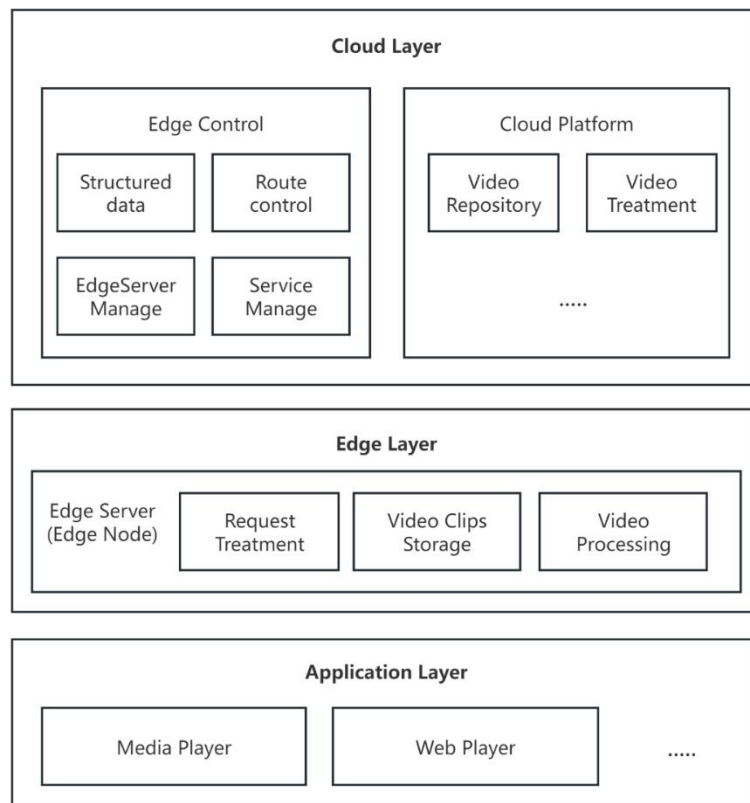 Cloud Layer
Edge Control
Structured
data
Route
control
EdgeServer
Manage
Service
Manage
Cloud Platform
Video
Repository
Video
Treatment
.....
Edge Layer
Edge Server
(Edge Node)
Request
Treatment
Video Clips
Storage
Video
Processing
Application Layer
Media Player
Web Player
.....